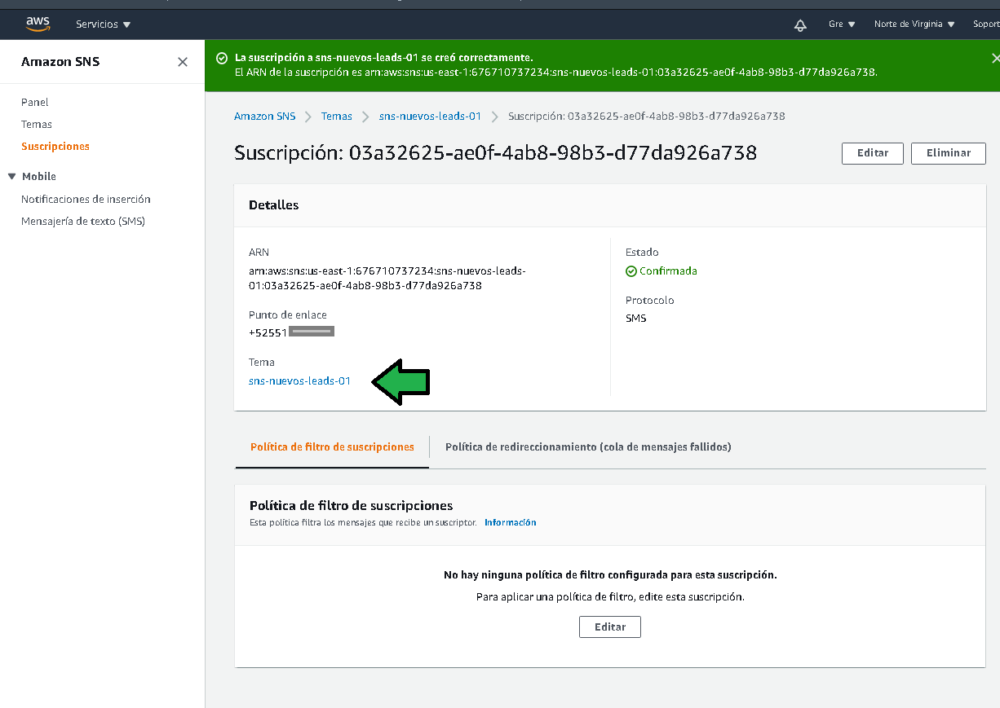 aws
Servicios
Gre
Norte de Virginia
Soport
Amazon SNS
Panel
Temas
Suscripciones
Mobile
Notificaciones de inserción
Mensajería de texto (SMS)
La suscripción a sns-nuevos-leads-01 se creó correctamente.
El ARN de la suscripción es arn:aws:sns:us-east-1:676710737234:sns-nuevos-leads-01:03a32625-ae0f-4ab8-98b3-d77da926a738.
Amazon SNS > Temas > sns-nuevos-leads-01 > Suscripción: 03a32625-ae0f-4ab8-98b3-d77da926a738
Suscripción: 03a32625-ae0f-4ab8-98b3-d77da926a738
Editar
Eliminar
Detalles
ARN
arn:aws:sns:us-east-1:676710737234:sns-nuevos-leads-
01:03a32625-ae0f-4ab8-98b3-d77da926a738
Punto de enlace
+52551
Tema
sns-nuevos-leads-01
Estado
Confirmada
Protocolo
SMS
Política de filtro de suscripciones
Política de redireccionamiento (cola de mensajes fallidos)
Política de filtro de suscripciones
Esta política filtra los mensajes que recibe un suscriptor. Información
No hay ninguna política de filtro configurada para esta suscripción.
Para aplicar una política de filtro, edite esta suscripción.
Editar